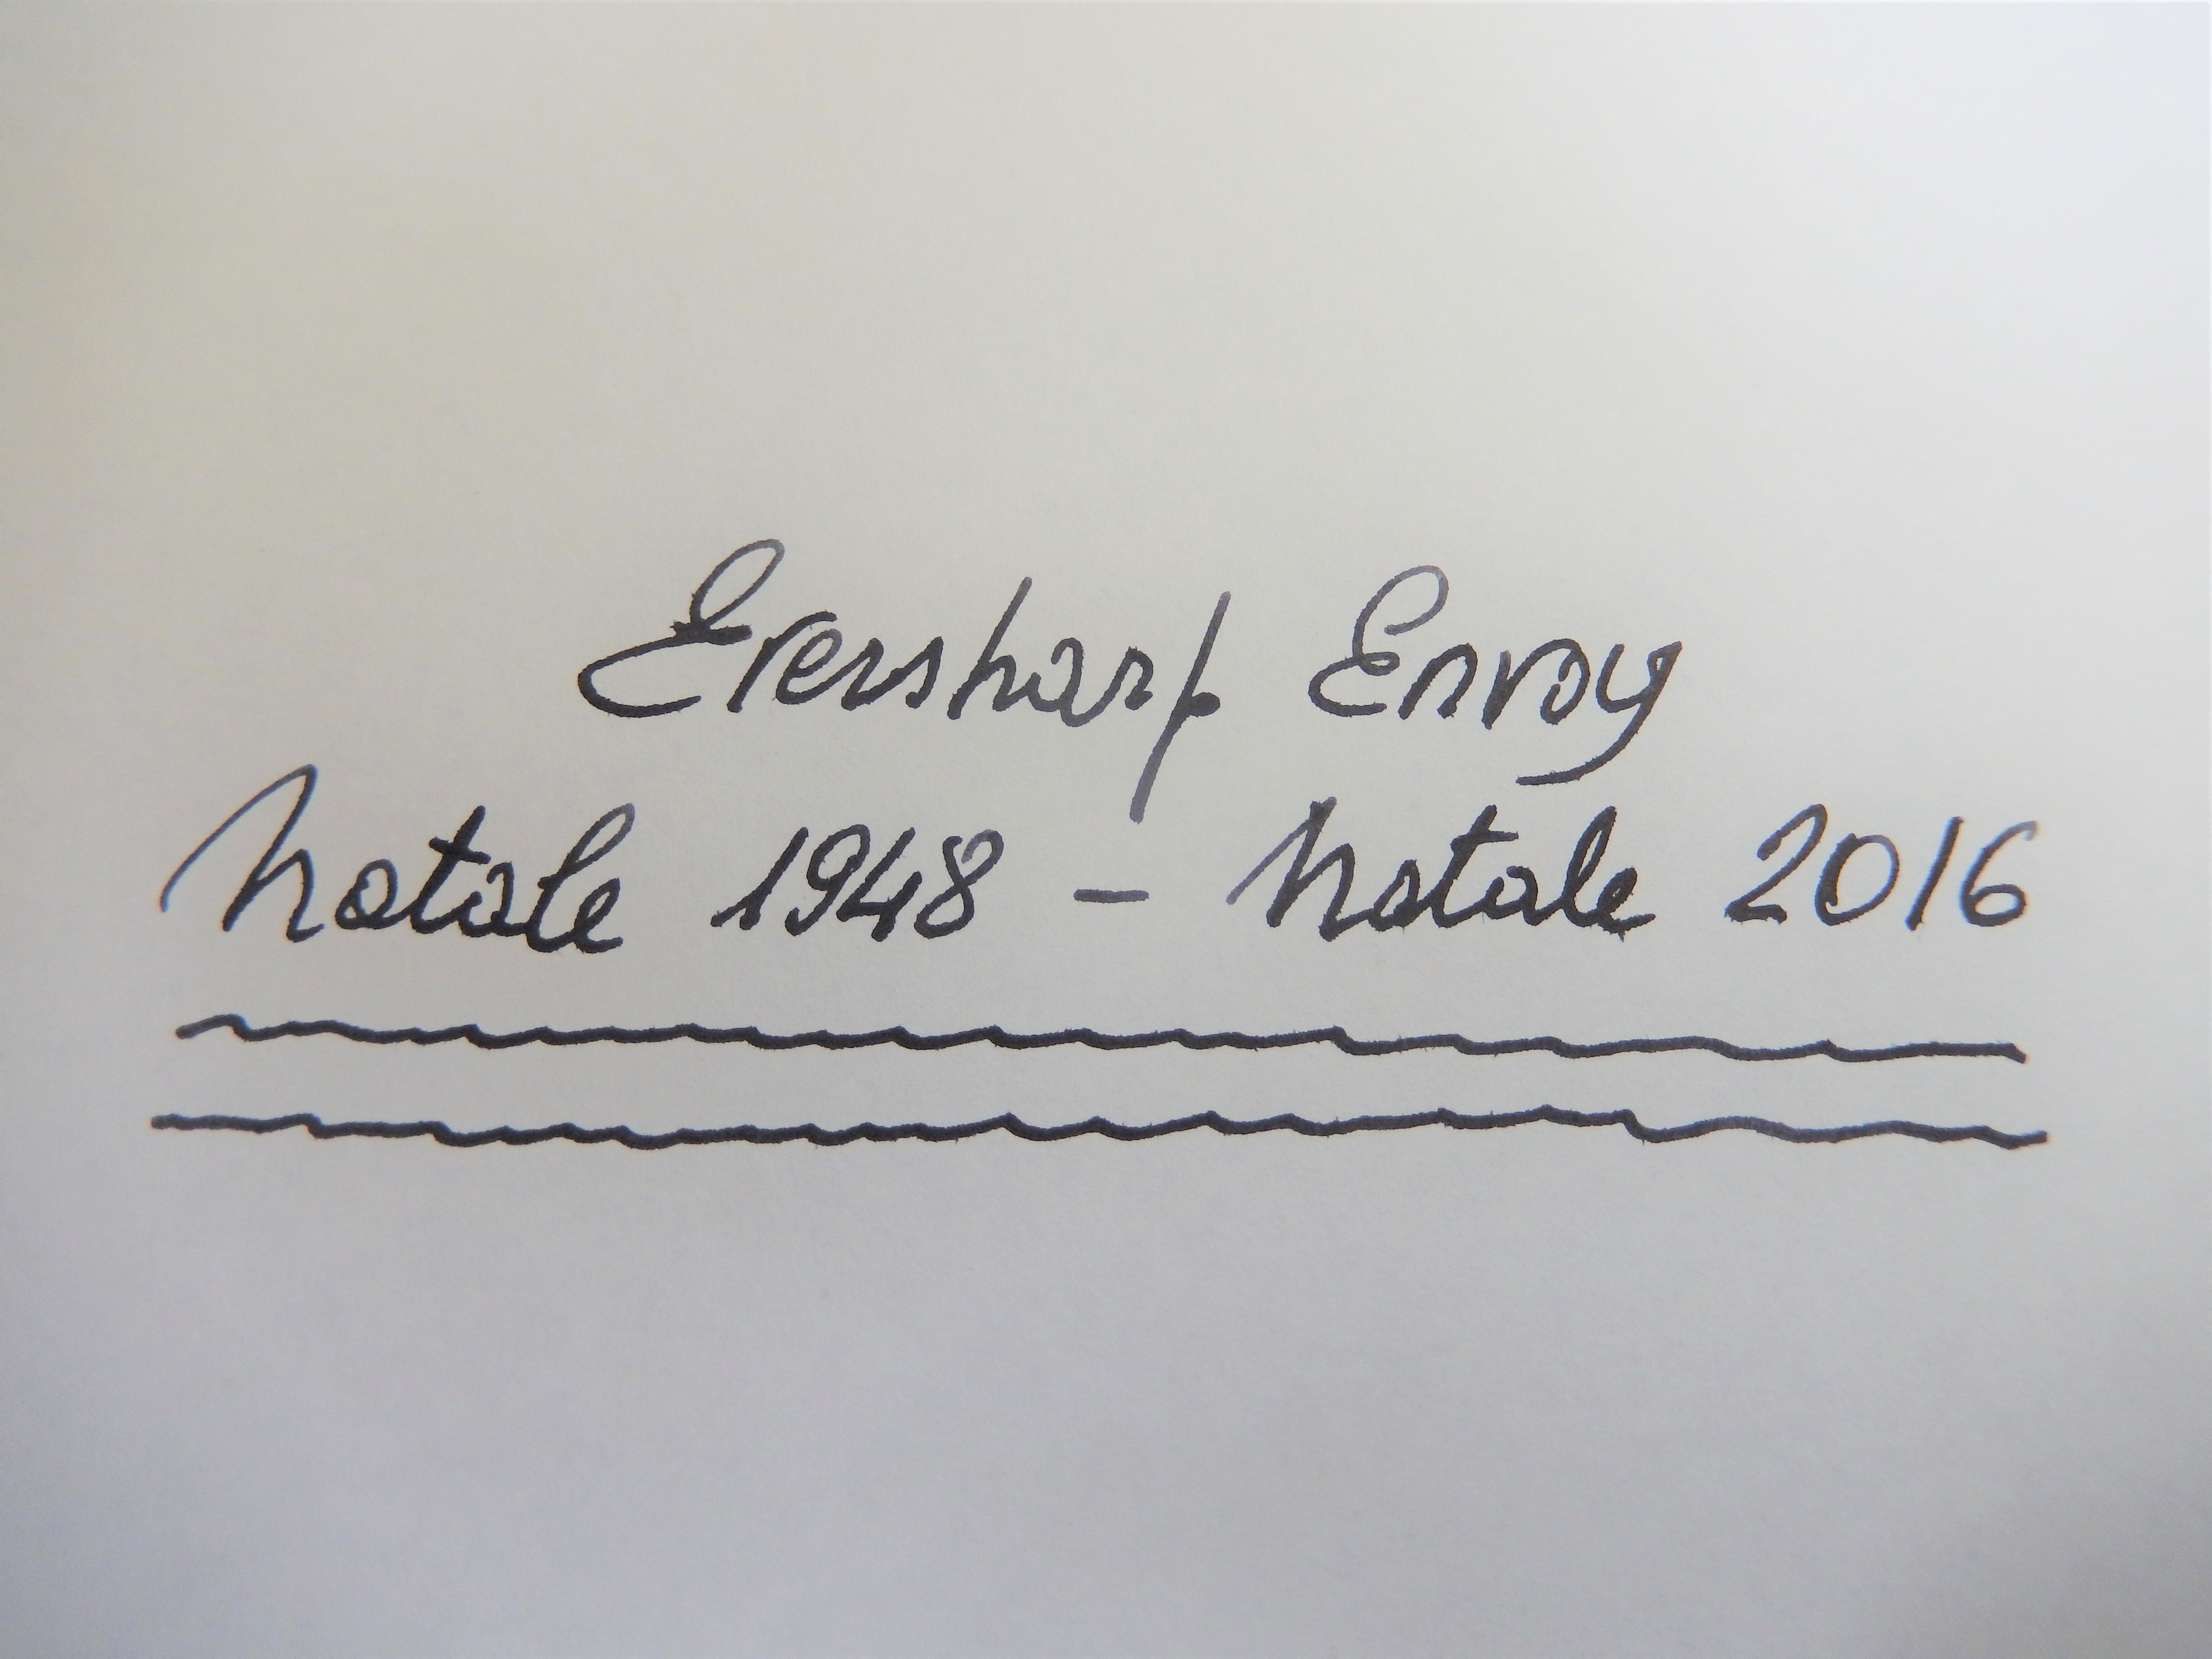 Eversharp Envoy
Natale 1948 - Natale 2016